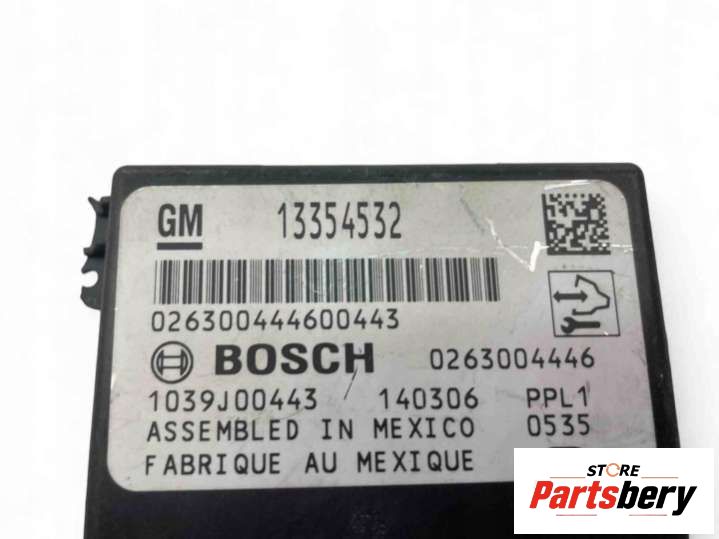 GM 13354532
026300444600443
BOSCH 0263004446
1039J00443 140306 PPL1
ASSEMBLED IN MEXICO 0535
FABRIQUE AU MEXIQUE
STORE
Partsbery